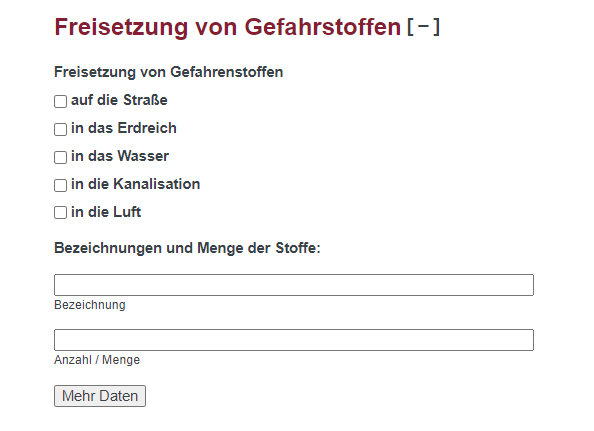 Freisetzung von Gefahrstoffen [−]
Freisetzung von Gefahrenstoffen
auf die Straße
in das Erdreich
in das Wasser
in die Kanalisation
in die Luft
Bezeichnungen und Menge der Stoffe:
Bezeichnung
Anzahl / Menge
Mehr Daten